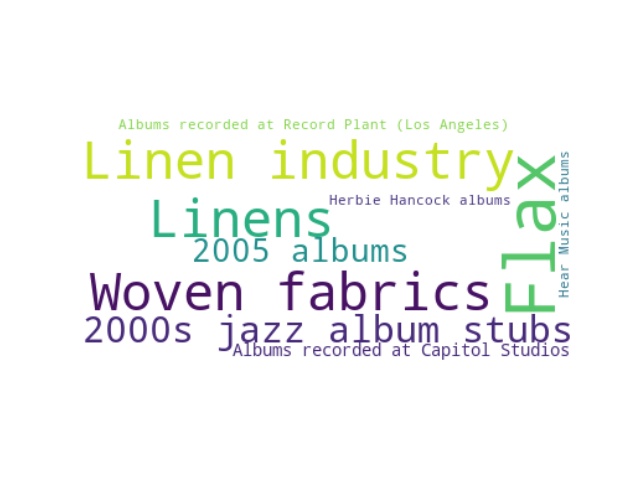 Albums recorded at Record Plant (Los Angeles)
Linen industry
Herbie Hancock albums
Linens
2005 albums
Woven fabrics
2000s jazz album stubs
Albums recorded at Capitol Studios
Flax
Hear Music albums